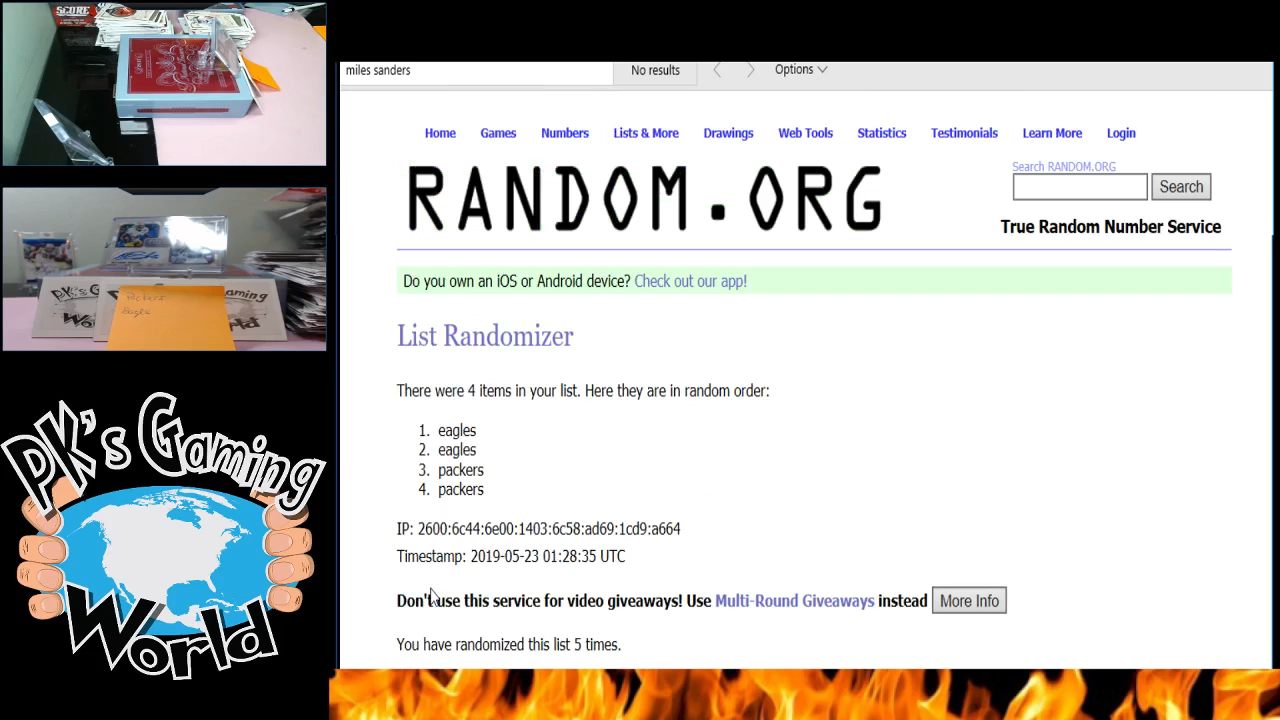 SCORE
miles sanders
No results
Options
Home Games Numbers Lists & More Drawings Web Tools Statistics Testimonials Learn More Login
RANDOM.ORG
Search RANDOM.ORG
Search
True Random Number Service
Do you own an iOS or Android device? Check out our app!
List Randomizer
There were 4 items in your list. Here they are in random order:
1. eagles
2. eagles
3. packers
4. packers
IP: 2600:6c44:6e00:1403:6c58:ad69:1cd9:a664
Timestamp: 2019-05-23 01:28:35 UTC
Don't use this service for video giveaways! Use Multi-Round Giveaways instead More Info
You have randomized this list 5 times.
Packers
Eagles
PK's Gaming
World